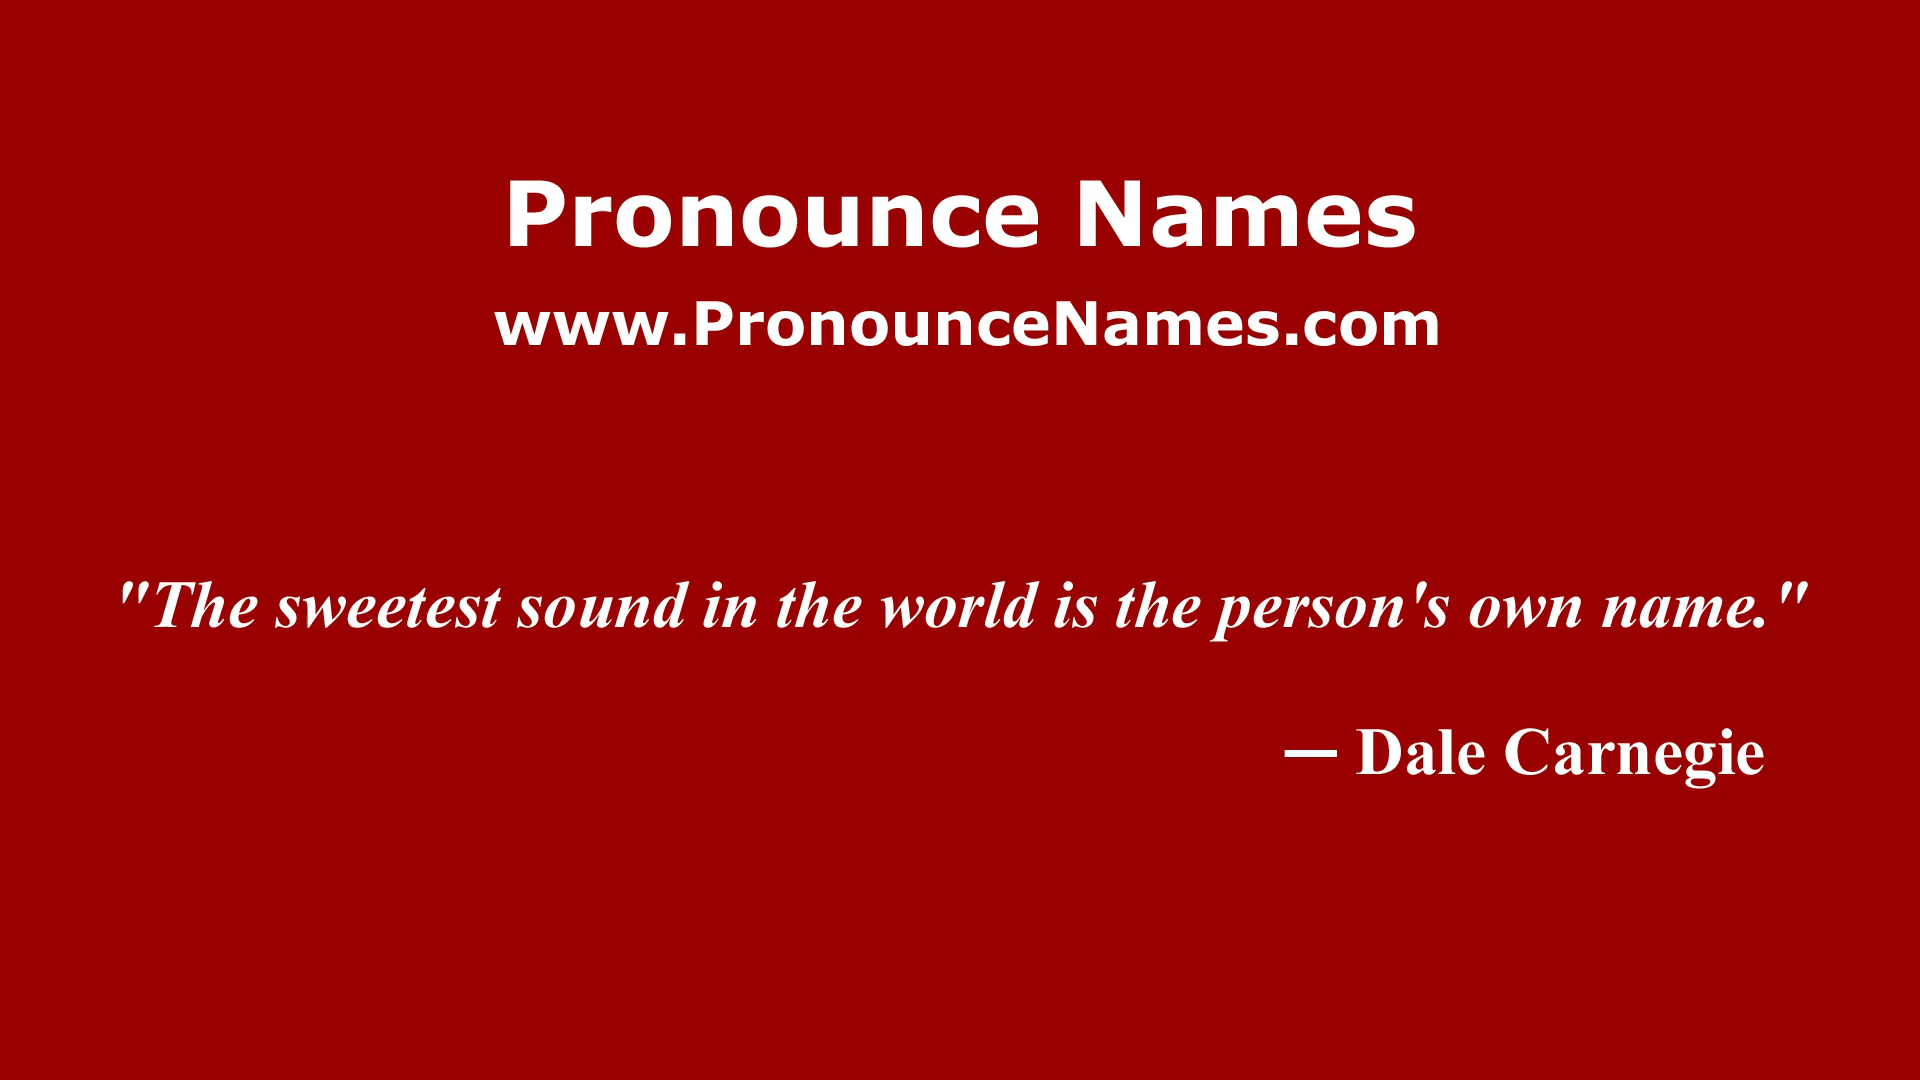 Pronounce Names
www.PronounceNames.com
"The sweetest sound in the world is the person's own name."
— Dale Carnegie